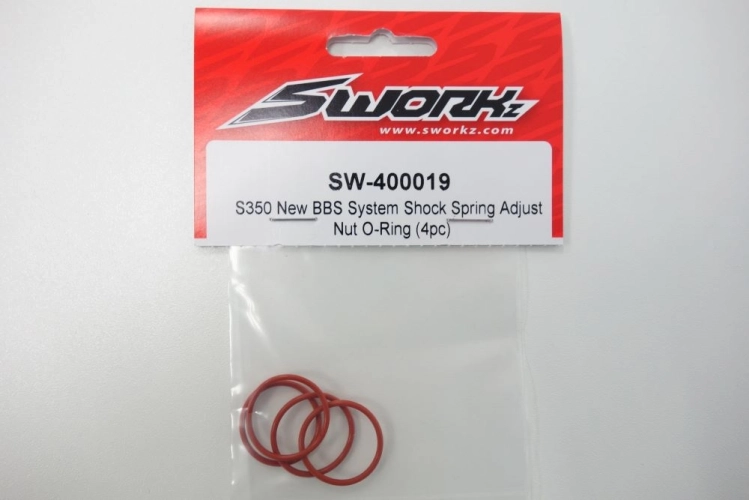 SWORKz
www.sworkz.com
SW-400019
S350 New BBS System Shock Spring Adjust
Nut O-Ring (4pc)